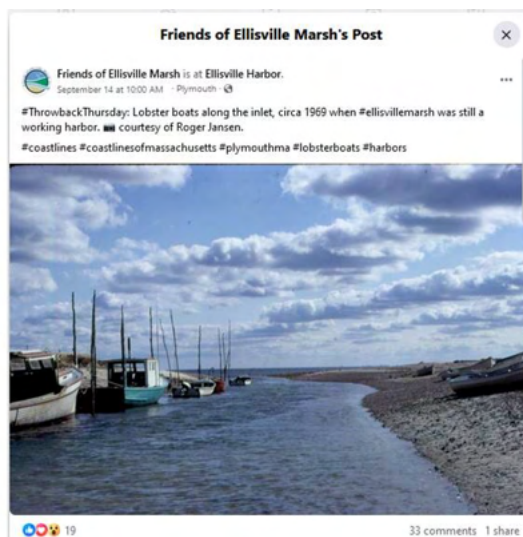 Friends of Ellisville Marsh's Post
Friends of Ellisville Marsh is at Ellisville Harbor.
September 14 at 10:00 AM · Plymouth ·
#ThrowbackThursday: Lobster boats along the inlet, circa 1969 when #ellisvillemarsh was still a
working harbor. 📷 courtesy of Roger Jansen.
#coastlines #coastlinesofmassachusetts #plymouthma #lobsterboats #harbors
19
33 comments 1 share